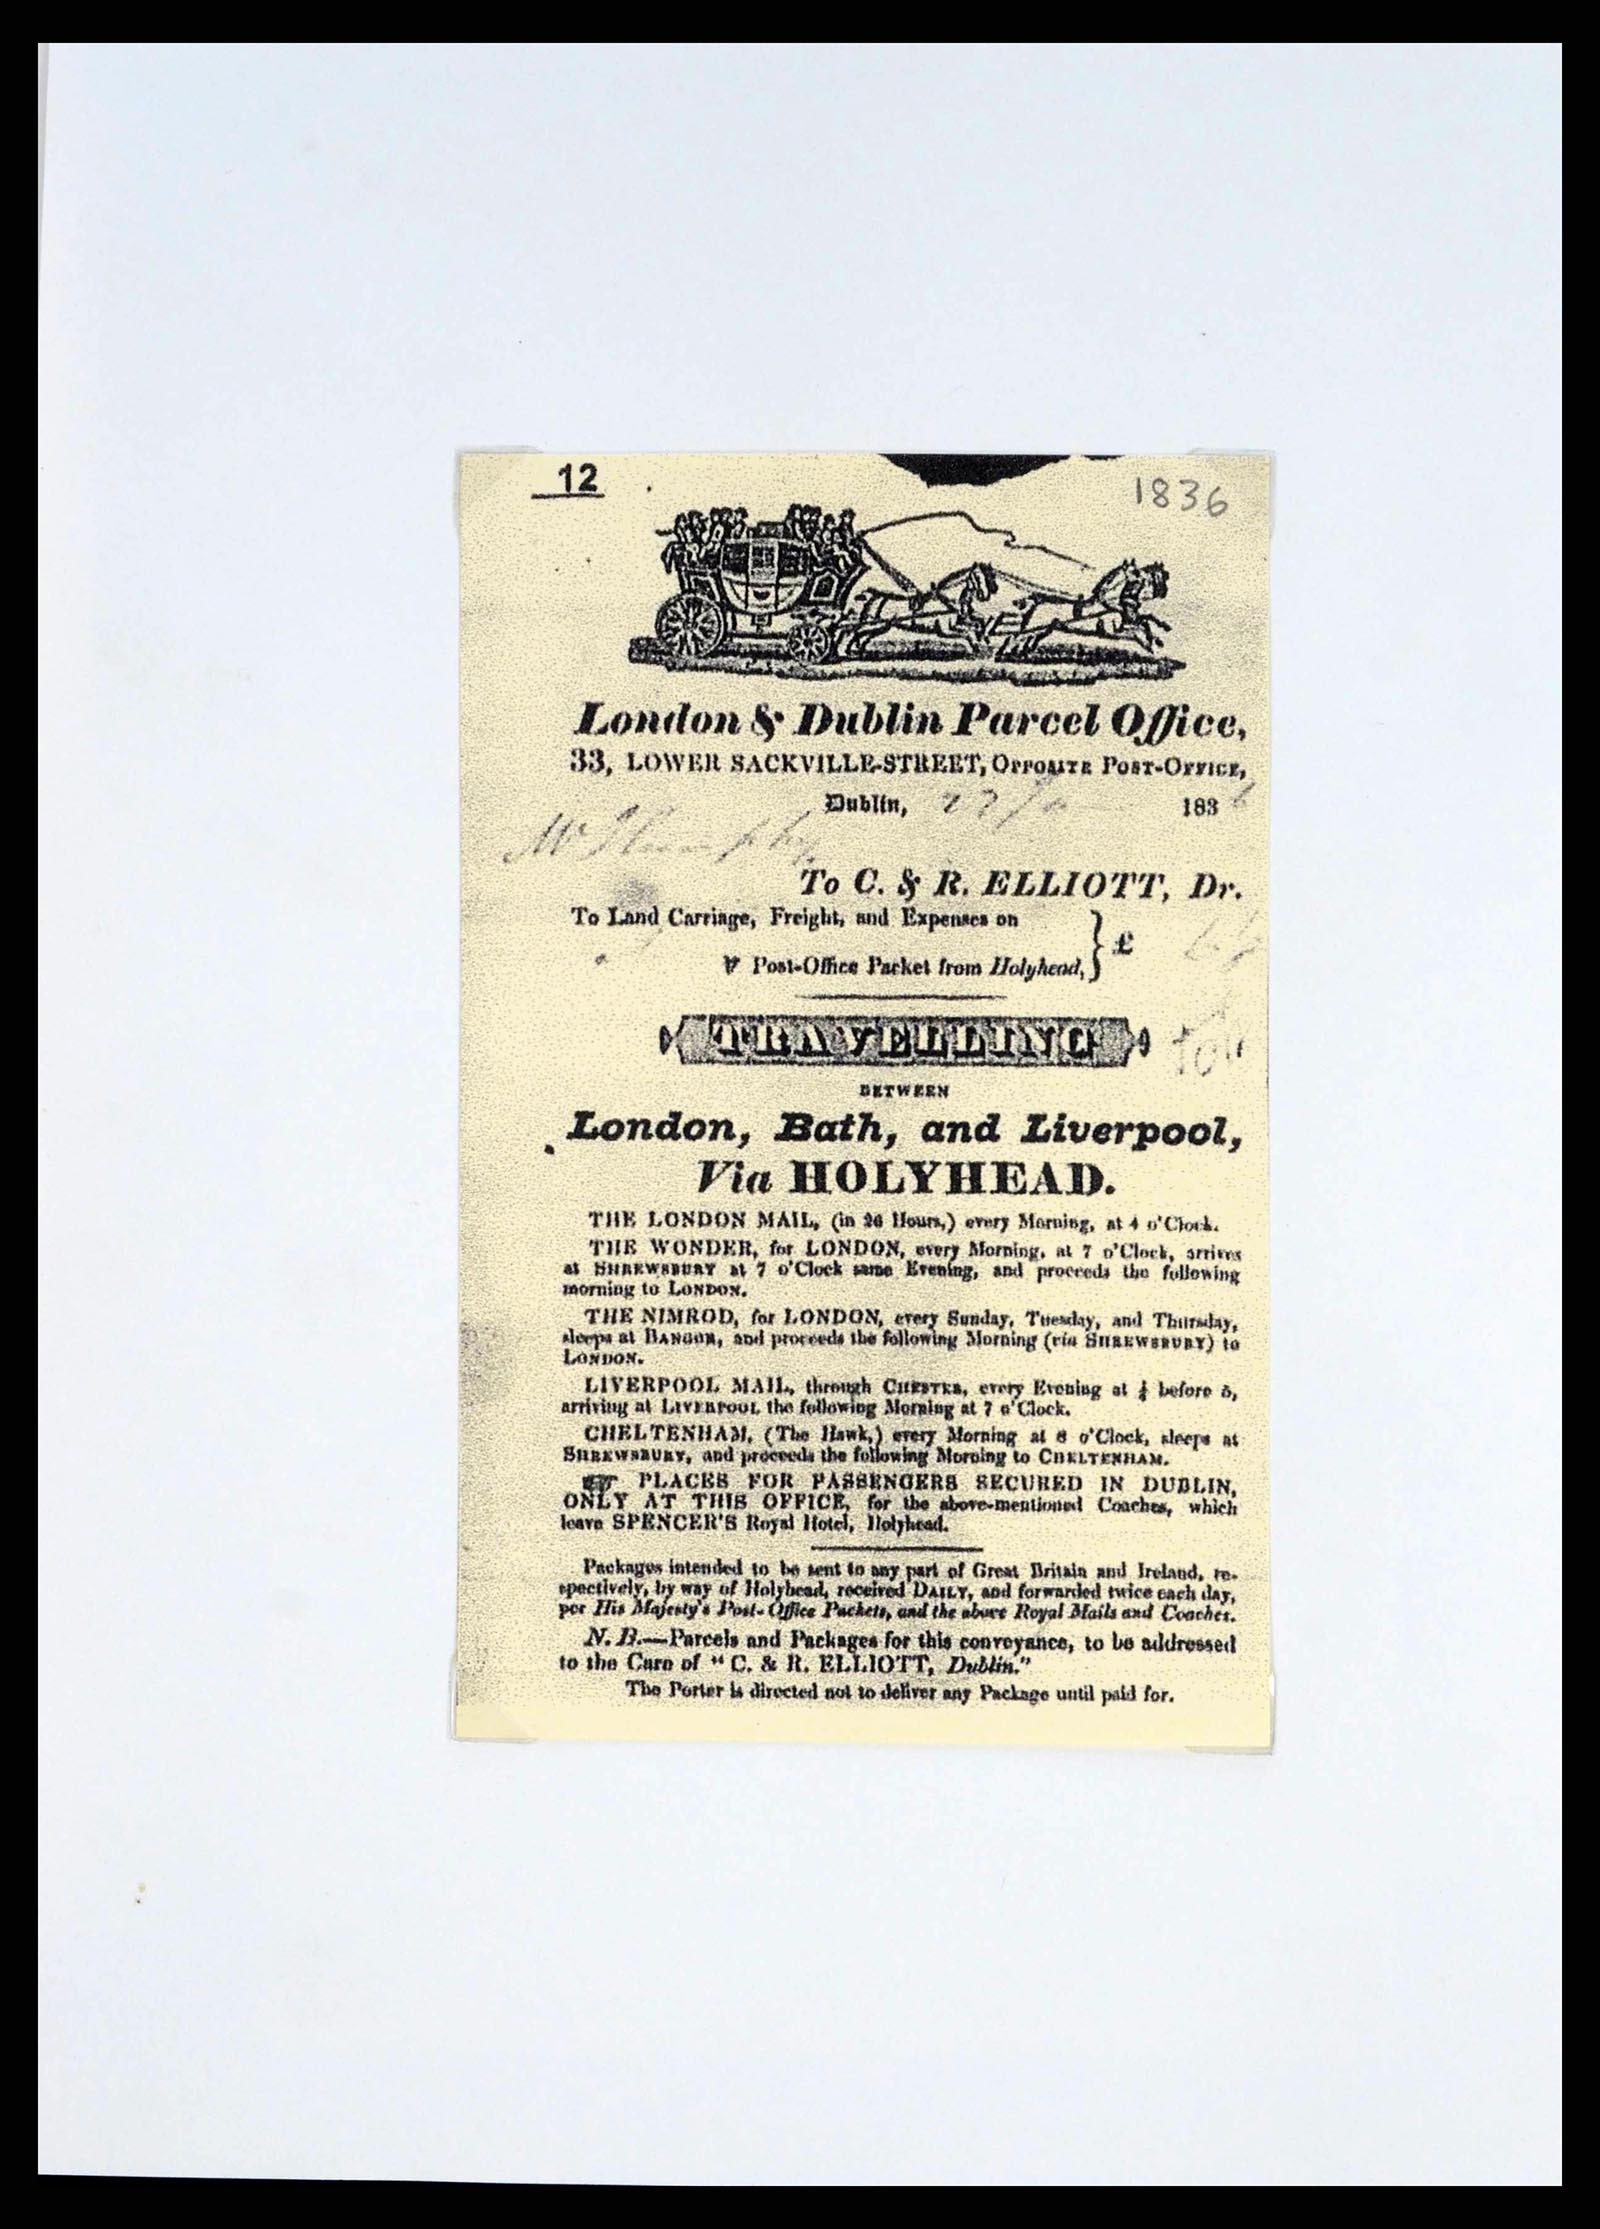 12
1836
London & Dublin Parcel Office,
33, LOWER SACKVILLE-STREET, OPPOSITE POST-OFFICE,
Dublin, 1836
To C. & R. ELLIOTT, Dr.
To Land Carriage, Freight, and Expenses on
Post-Office Packet from Holyhead, } £
TRAVELLING
BETWEEN
London, Bath, and Liverpool,
Via HOLYHEAD.
THE LONDON MAIL, (in 26 Hours,) every Morning, at 4 o'Clock.
THE WONDER, for LONDON, every Morning, at 7 o'Clock, arrives
at SHREWSBURY at 7 o'Clock same Evening, and proceeds the following
morning to LONDON.
THE NIMROD, for LONDON, every Sunday, Tuesday, and Thursday,
sleeps at BANGOR, and proceeds the following Morning (via SHREWSBURY) to
LONDON.
LIVERPOOL MAIL, through CHESTER, every Evening at before 5,
arriving at LIVERPOOL the following Morning at 7 o'Clock.
CHELTENHAM, (The Hawk,) every Morning at 8 o'Clock, sleeps at
SHREWSBURY, and proceeds the following Morning to CHELTENHAM.
☞ PLACES FOR PASSENGERS SECURED IN DUBLIN,
ONLY AT THIS OFFICE, for the above-mentioned Coaches, which
leave SPENCER'S Royal Hotel, Holyhead.
Packages intended to be sent to any part of Great Britain and Ireland, re-
spectively, by way of Holyhead, received DAILY, and forwarded twice each day,
per His Majesty's Post-Office Packets, and the above Royal Mails and Coaches.
N.B.—Parcels and Packages for this conveyance, to be addressed
to the Care of "C. & R. ELLIOTT, Dublin."
The Porter is directed not to deliver any Package until paid for.